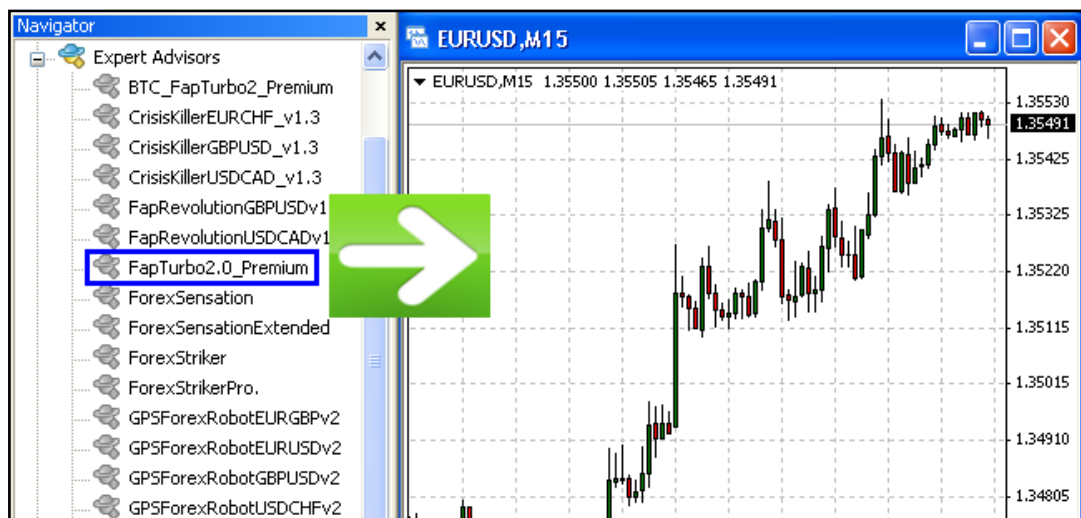 Navigator
Expert Advisors
BTC_FapTurbo2_Premium
CrisisKillerEURCHF_v1.3
CrisisKillerGBPUSD_v1.3
CrisisKillerUSDCAD_v1.3
FapRevolutionGBPUSDv1
FapRevolutionUSDCADv1
FapTurbo2.0_Premium
ForexSensation
ForexSensationExtended
ForexStriker
ForexStrikerPro.
GPSForexRobotEURGBPv2
GPSForexRobotEURUSDv2
GPSForexRobotGBPUSDv2
GPSForexRobotUSDCHFv2
EURUSD,M15
EURUSD,M15 1.35500 1.35505 1.35465 1.35491
1.35530
1.35491
1.35425
1.35325
1.35220
1.35115
1.35015
1.34910
1.34805